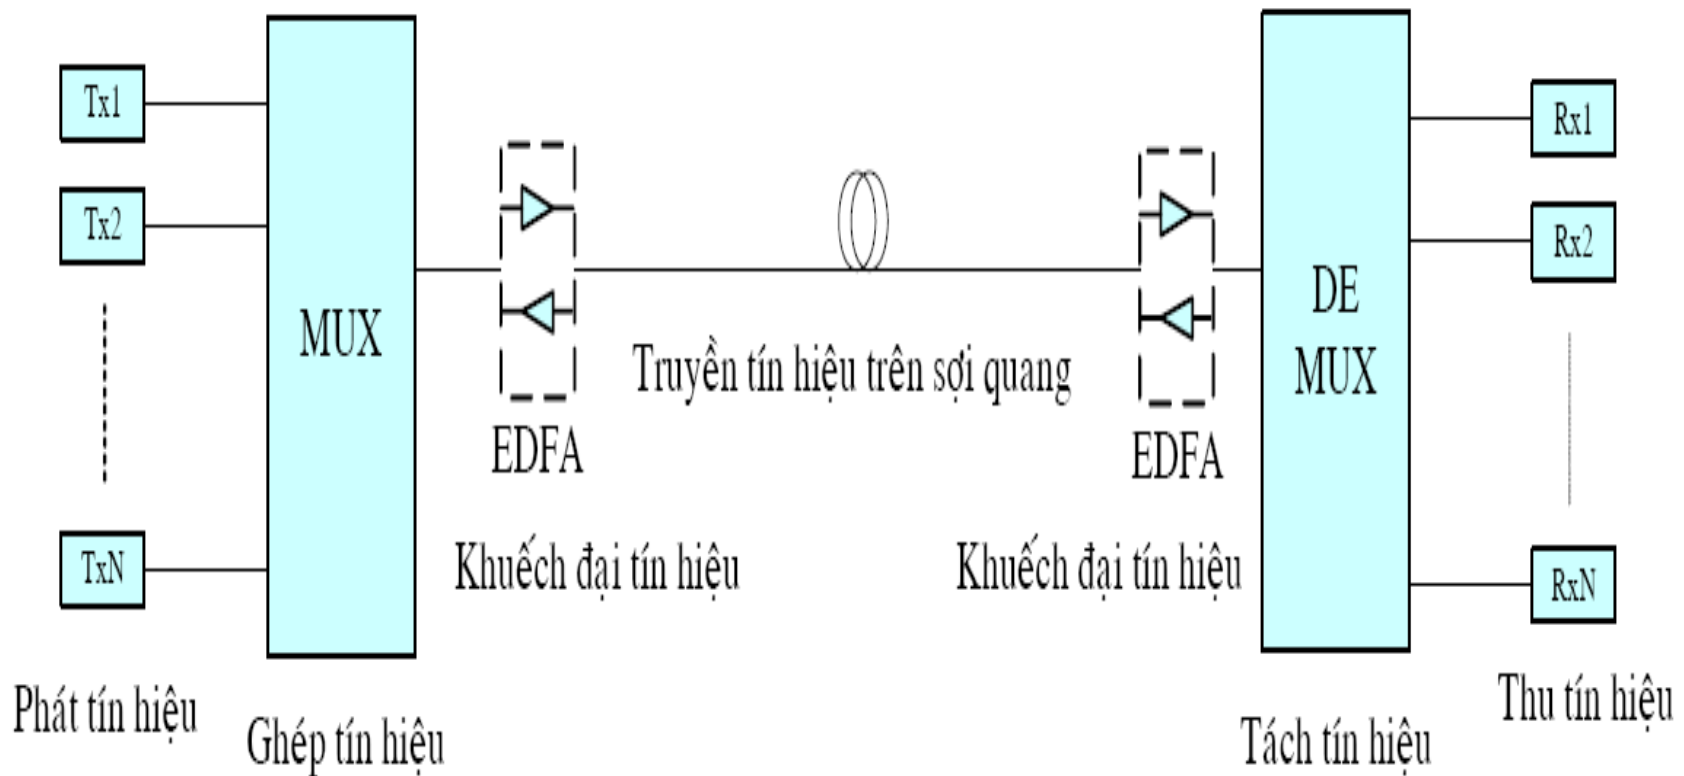 Tx1
Tx2
TxN
Phát tín hiệu
MUX
Ghép tín hiệu
EDFA
Khuếch đại tín hiệu
Truyền tín hiệu trên sợi quang
EDFA
Khuếch đại tín hiệu
DE
MUX
Tách tín hiệu
Rx1
Rx2
RxN
Thu tín hiệu